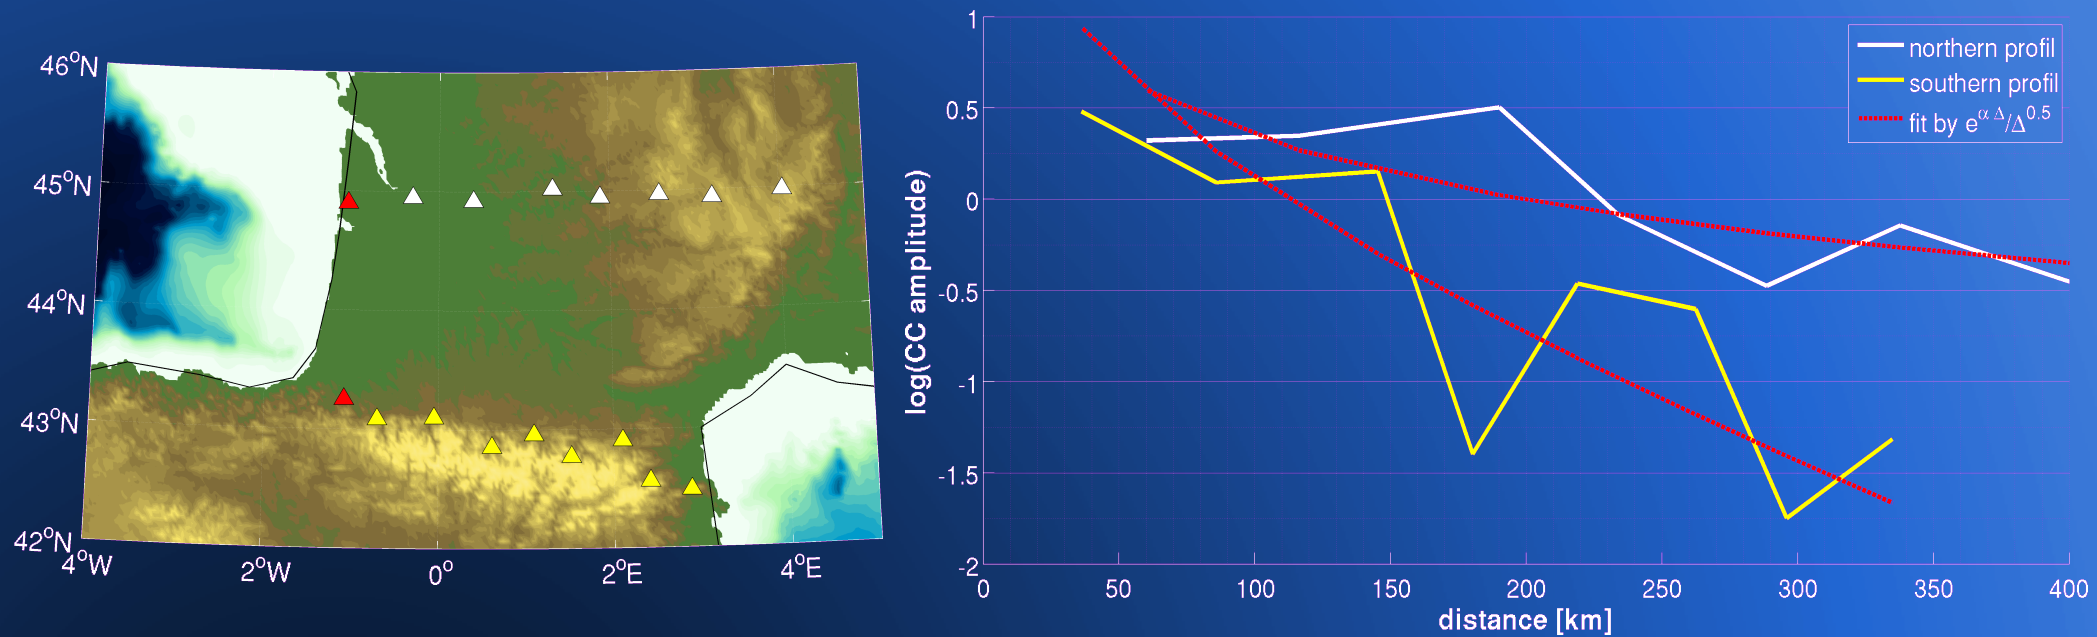 46°N
45°N
44°N
43°N
42°N
4°W
2°W
0°
2°E
4°E
log(CC amplitude)
1
0.5
0
-0.5
-1
-1.5
-2
0
50
100
150
200
250
300
350
400
distance [km]
northern profil
southern profil
fit by e^α Δ/Δ^0.5